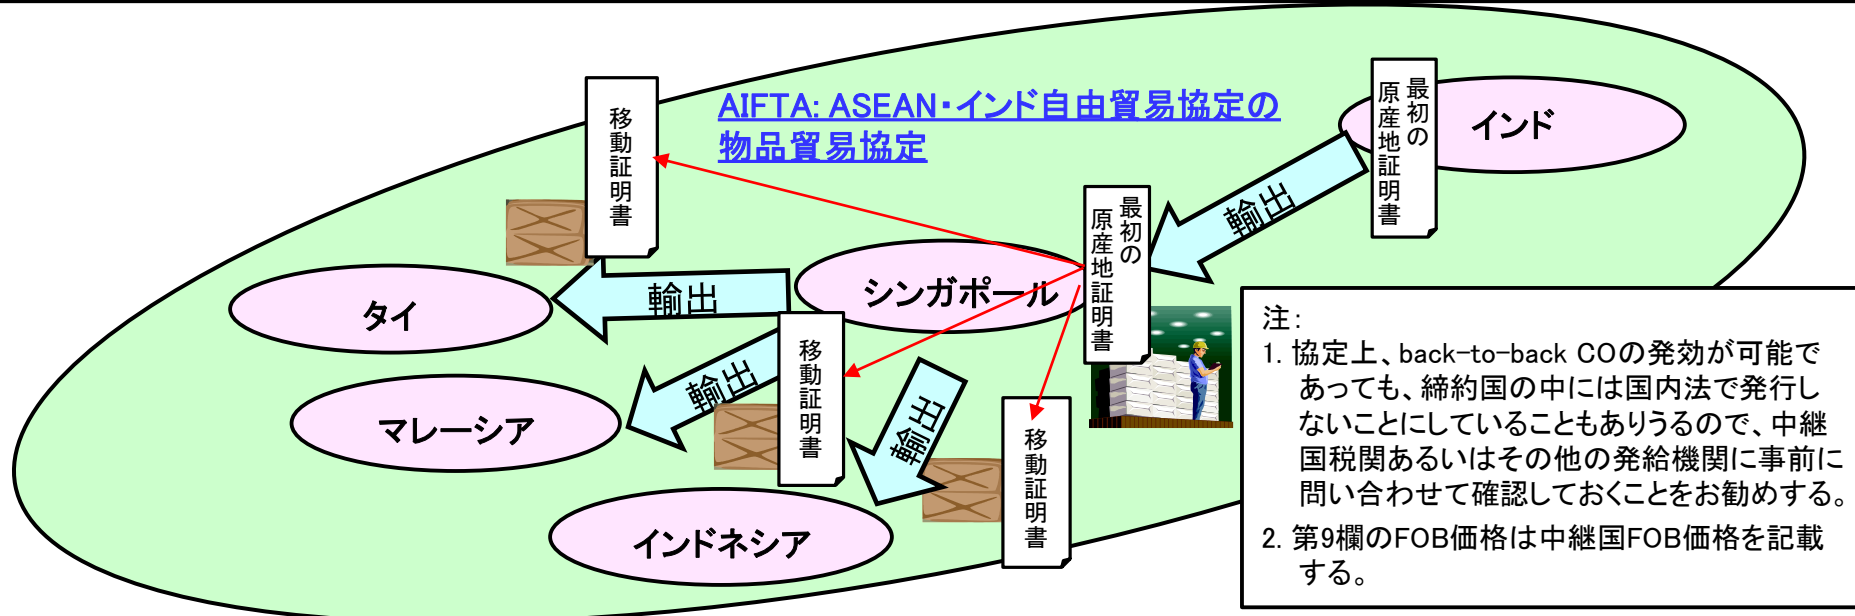 AIFTA: ASEAN・インド自由貿易協定の
物品貿易協定
最初の
原産地証明書
インド
輸出
最初の
原産地証明書
シンガポール
移動証明書
輸出
タイ
移動証明書
輸出
マレーシア
輸出
移動証明書
インドネシア
注:
1. 協定上、back-to-back COの発効が可能で
あっても、締約国の中には国内法で発行し
ないことにしていることもありうるので、中継
国税関あるいはその他の発給機関に事前に
問い合わせて確認しておくことをお勧めする。
2. 第9欄のFOB価格は中継国FOB価格を記載
する。